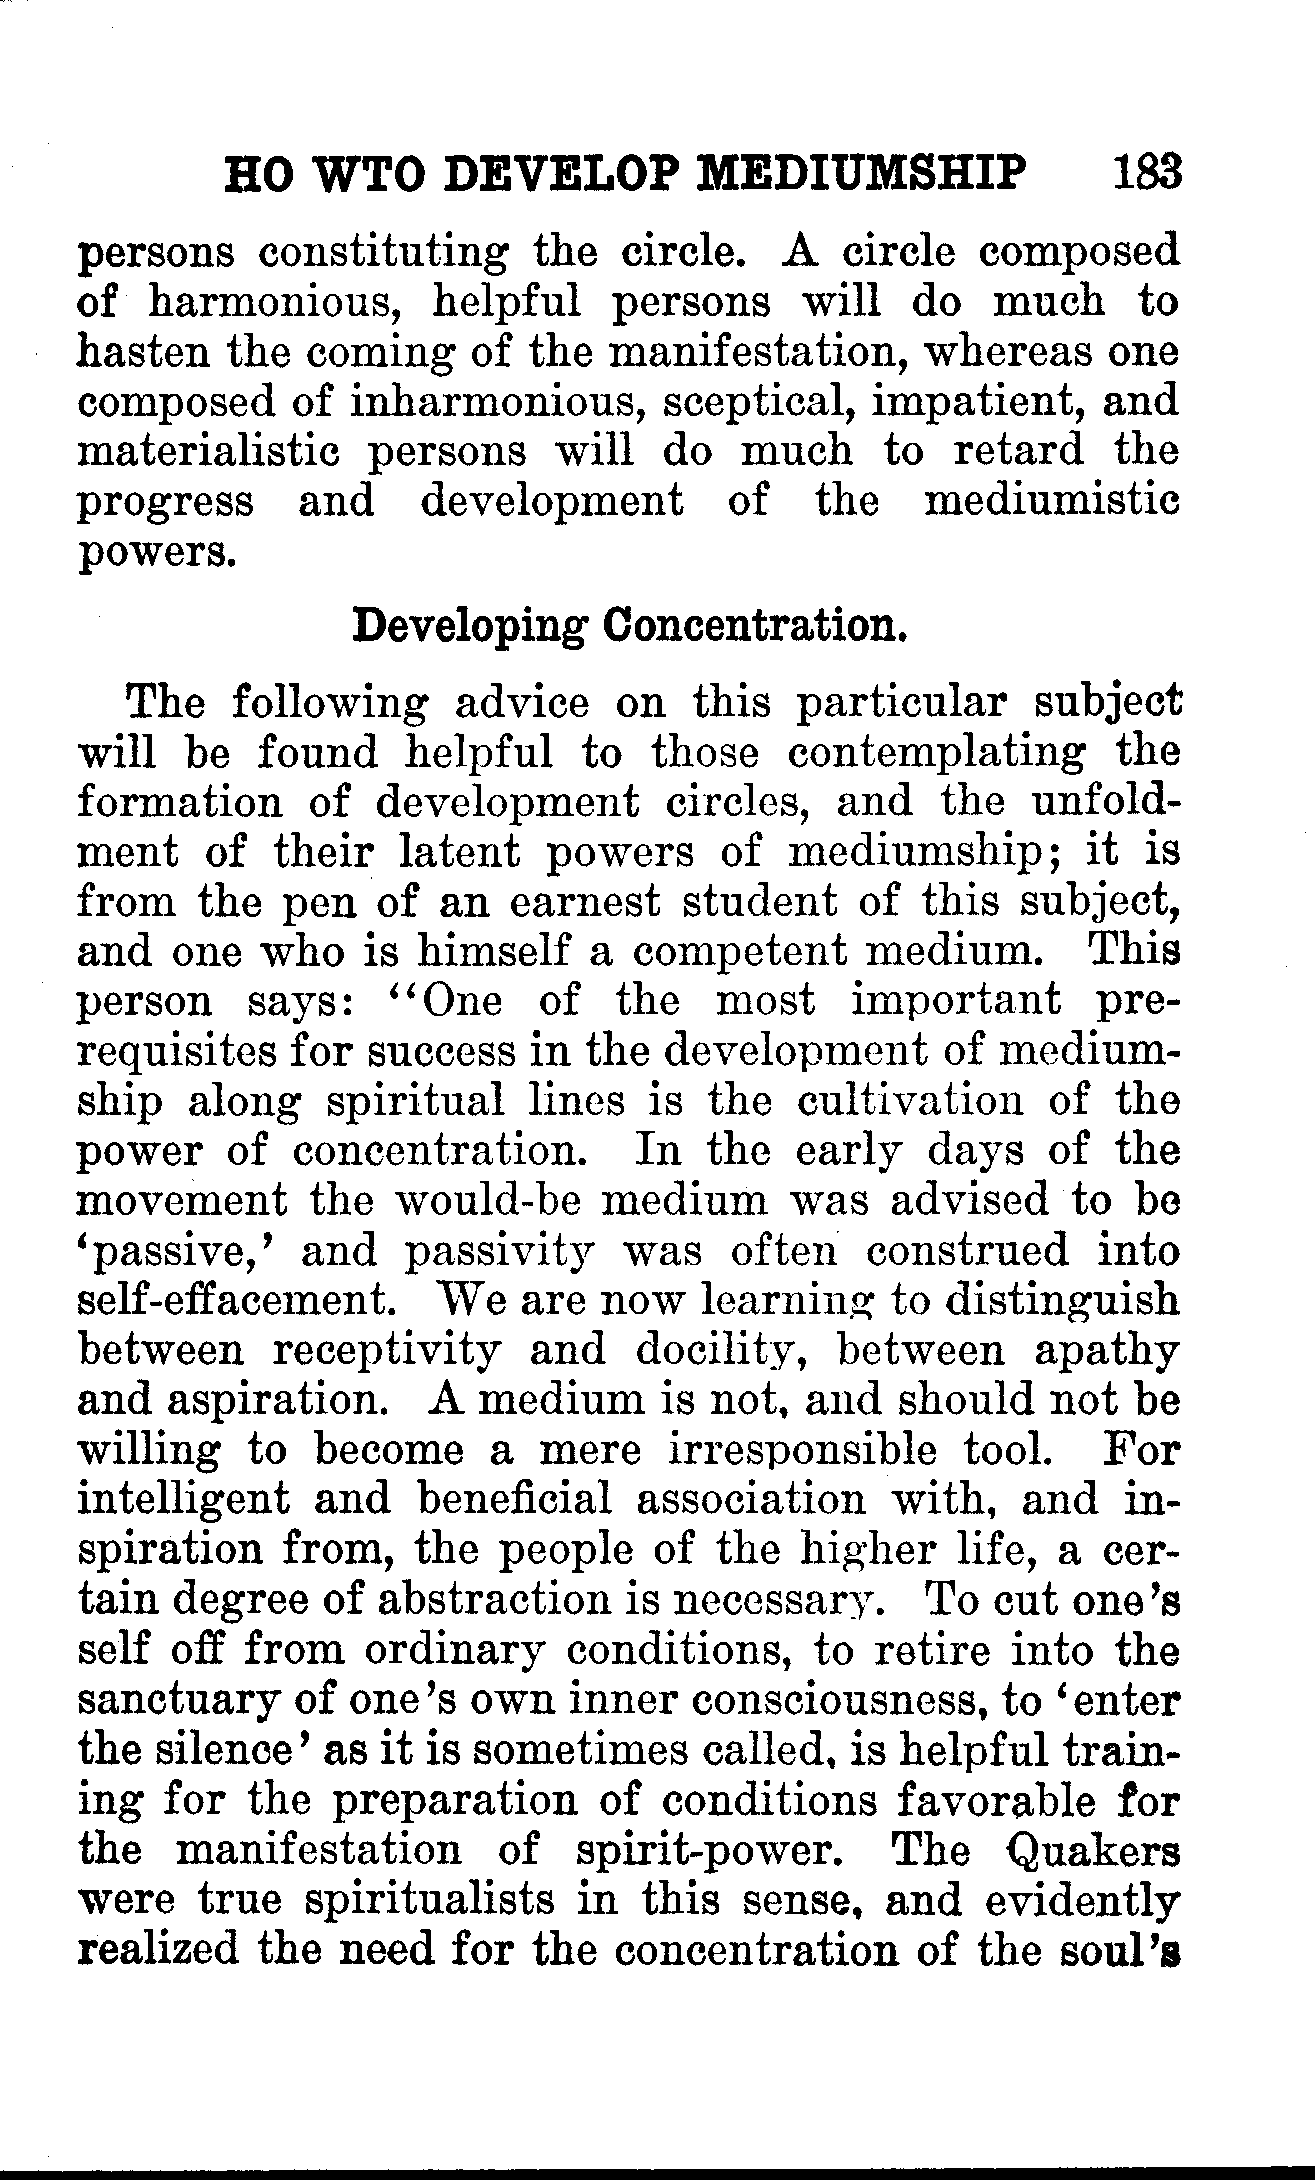 HO WTO DEVELOP MEDIUMSHIP 183
persons constituting the circle. A circle composed
of harmonious, helpful persons will do much to
hasten the coming of the manifestation, whereas one
composed of inharmonious, sceptical, impatient, and
materialistic persons will do much to retard the
progress and development of the mediumistic
powers.
Developing Concentration.
The following advice on this particular subject
will be found helpful to those contemplating the
formation of development circles, and the unfold-
ment of their latent powers of mediumship; it is
from the pen of an earnest student of this subject,
and one who is himself a competent medium. This
person says: “One of the most important pre-
requisites for success in the development of medium-
ship along spiritual lines is the cultivation of the
power of concentration. In the early days of the
movement the would-be medium was advised to be
‘passive,’ and passivity was often construed into
self-effacement. We are now learning to distinguish
between receptivity and docility, between apathy
and aspiration. A medium is not, and should not be
willing to become a mere irresponsible tool. For
intelligent and beneficial association with, and in-
spiration from, the people of the higher life, a cer-
tain degree of abstraction is necessary. To cut one’s
self off from ordinary conditions, to retire into the
sanctuary of one’s own inner consciousness, to ‘enter
the silence’ as it is sometimes called, is helpful train-
ing for the preparation of conditions favorable for
the manifestation of spirit-power. The Quakers
were true spiritualists in this sense, and evidently
realized the need for the concentration of the soul’s